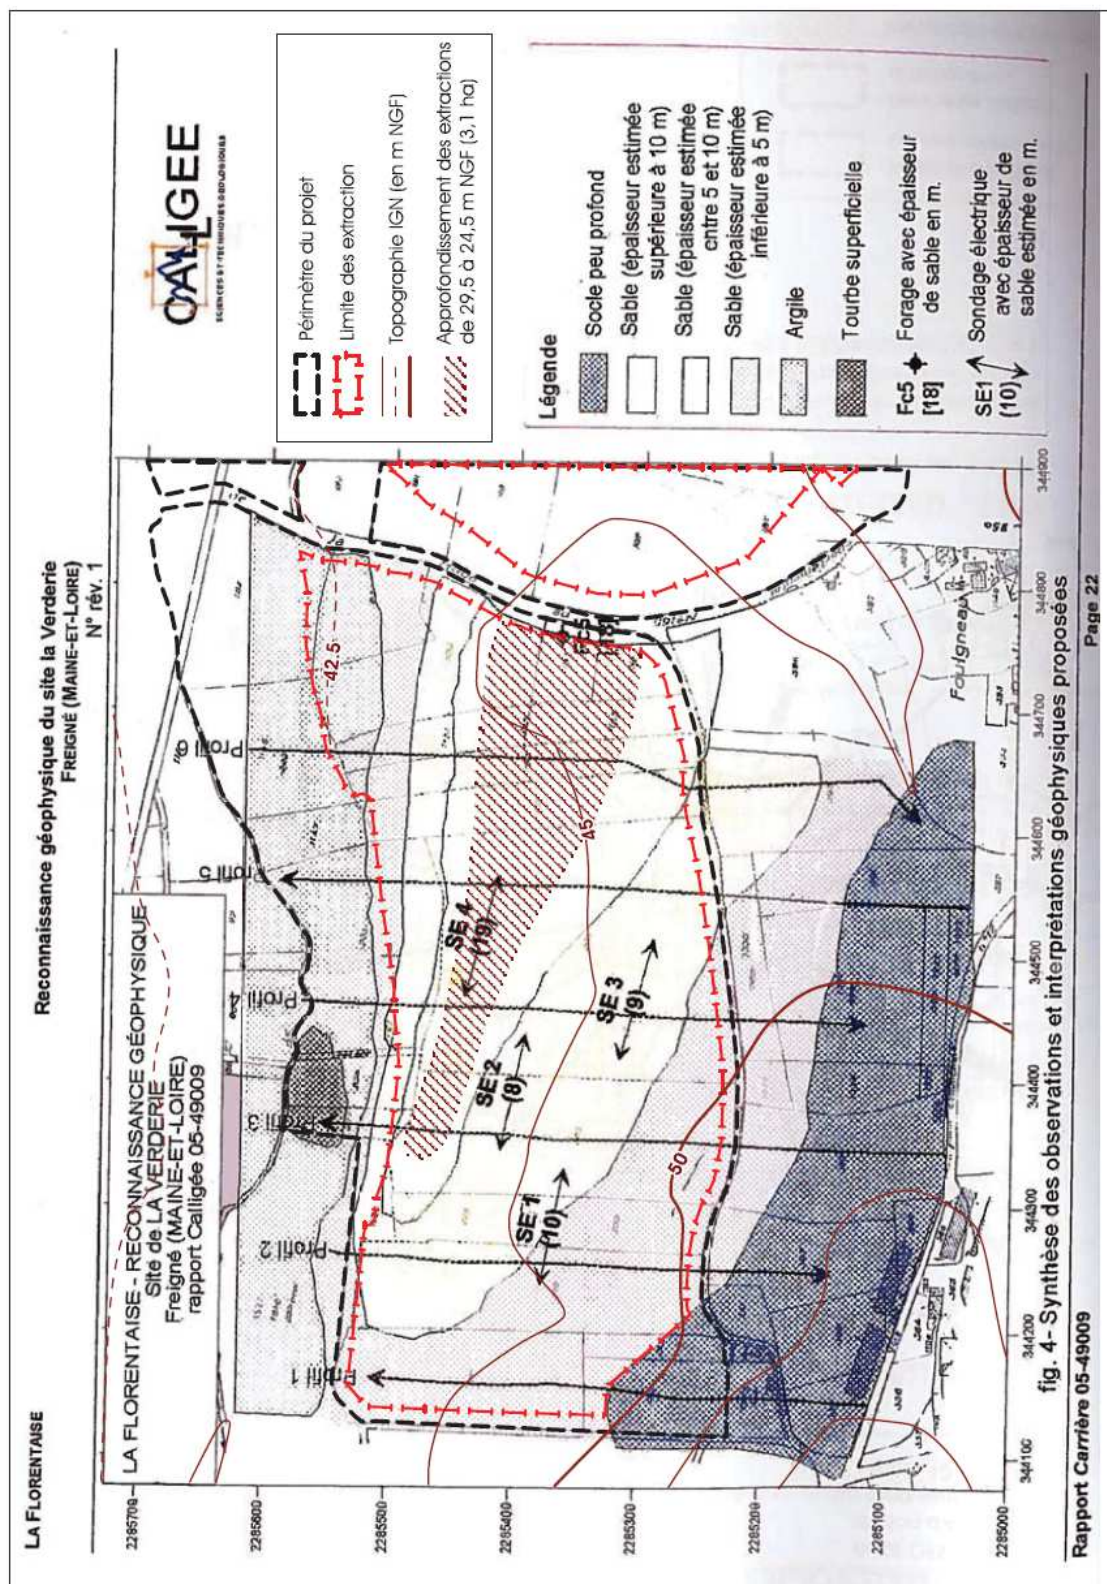 LA FLORENTAISE
Reconnaissance géophysique du site la Verderie
FREIGNÉ (MAINE-ET-LOIRE)
N° rév. 1
CALLIGEE
SCIENCES ET TECHNIQUES GEOLOGIQUES
LA FLORENTAISE - RECONNAISSANCE GÉOPHYSIQUE
Site de LA VERDERIE
Freigné (MAINE-ET-LOIRE)
rapport Calligée 05-49009
Périmètre du projet
Limite des extraction
Topographie IGN (en m NGF)
Approfondissement des extractions
de 29,5 à 24,5 m NGF (3,1 ha)
Légende
Socle peu profond
Sable (épaisseur estimée
supérieure à 10 m)
Sable (épaisseur estimée
entre 5 et 10 m)
Sable (épaisseur estimée
inférieure à 5 m)
Argile
Tourbe superficielle
Fc5
[18]
Forage avec épaisseur
de sable en m.
SE1
(10)
Sondage électrique
avec épaisseur de
sable estimée en m.
Profil 1
Profil 2
Profil 3
Profil 4
Profil 5
Profil 6
SE 1
(10)
SE 2
(8)
SE 3
(9)
SE 4
(19)
FC5
[18]
42.5
45
50
Foulgneau
2285700
2285600
2285500
2285400
2285300
2285200
2285100
2285000
344100
344200
344300
344400
344500
344600
344700
344800
344900
fig. 4- Synthèse des observations et interprétations géophysiques proposées
Rapport Carrière 05-49009
Page 22